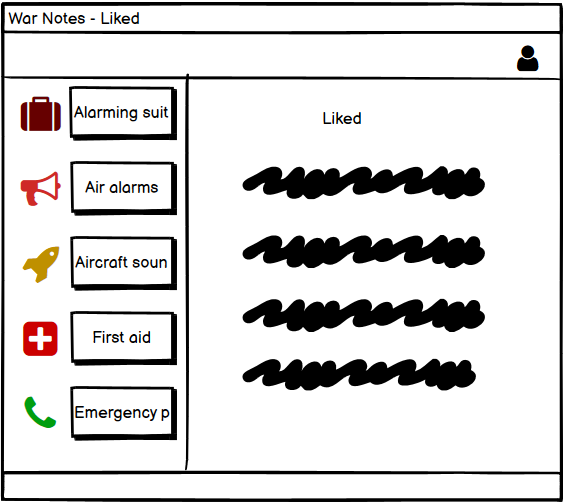 War Notes - Liked
Liked
Alarming suit
Air alarms
Aircraft soun
First aid
Emergency p